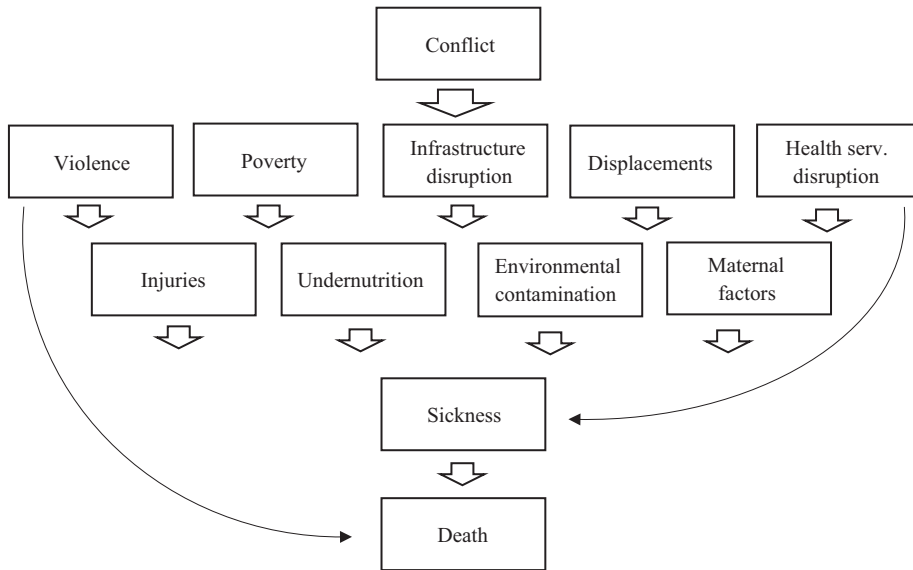 Conflict
Violence
Poverty
Infrastructure
disruption
Displacements
Health serv.
disruption
Injuries
Undernutrition
Environmental
contamination
Maternal
factors
Sickness
Death